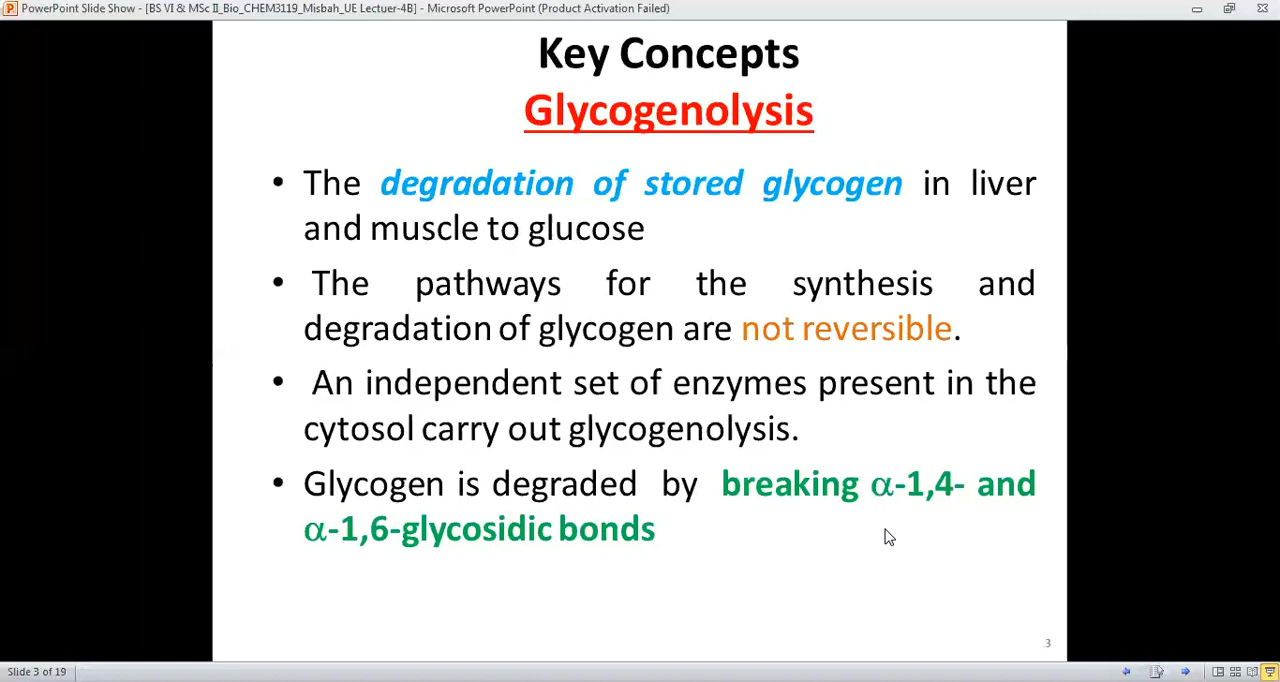 PowerPoint Slide Show - [BS VI & MSc II_Bio_CHEM3119_Misbah_UE Lectuer-4B] - Microsoft PowerPoint (Product Activation Failed)
Key Concepts
Glycogenolysis
• The degradation of stored glycogen in liver
and muscle to glucose
• The pathways for the synthesis and
degradation of glycogen are not reversible.
• An independent set of enzymes present in the
cytosol carry out glycogenolysis.
• Glycogen is degraded by breaking α-1,4- and
α-1,6-glycosidic bonds
3
Slide 3 of 19